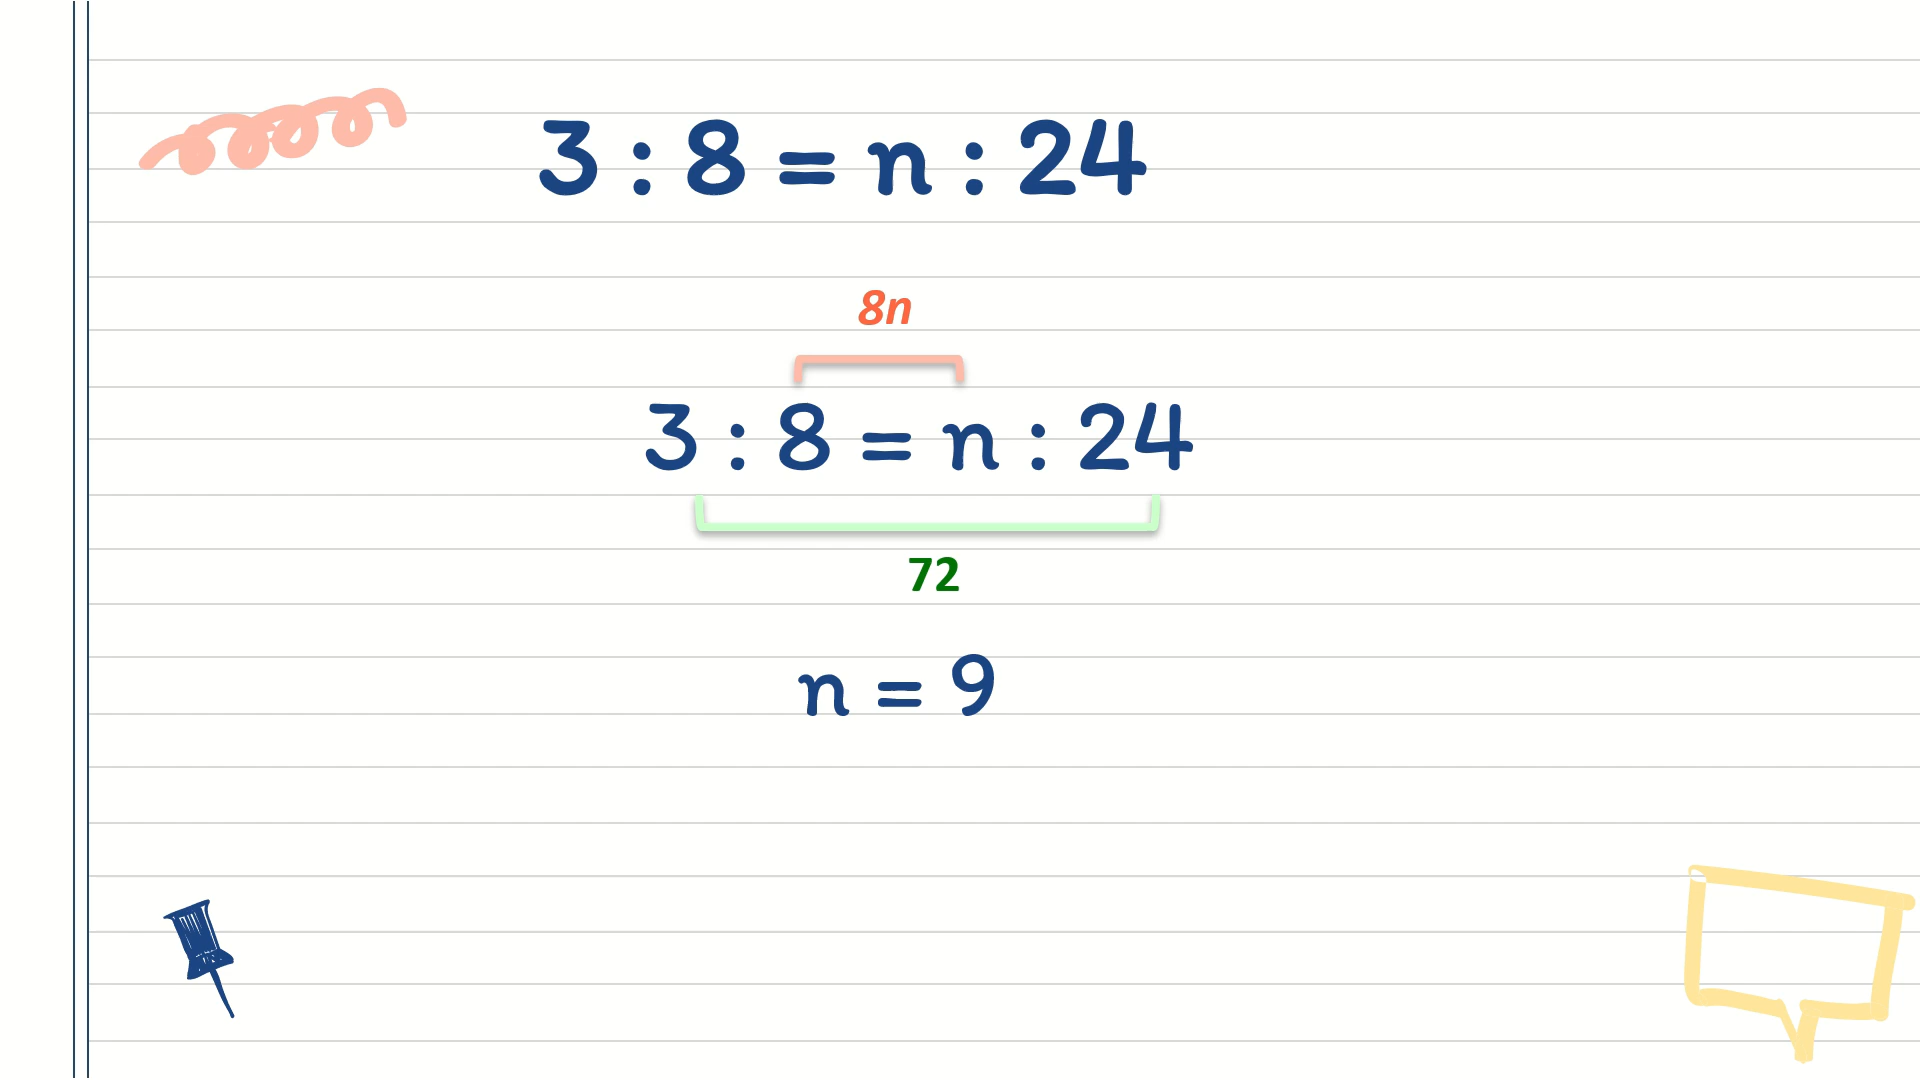 3 : 8 = n : 24
8n
3 : 8 = n : 24
72
n = 9